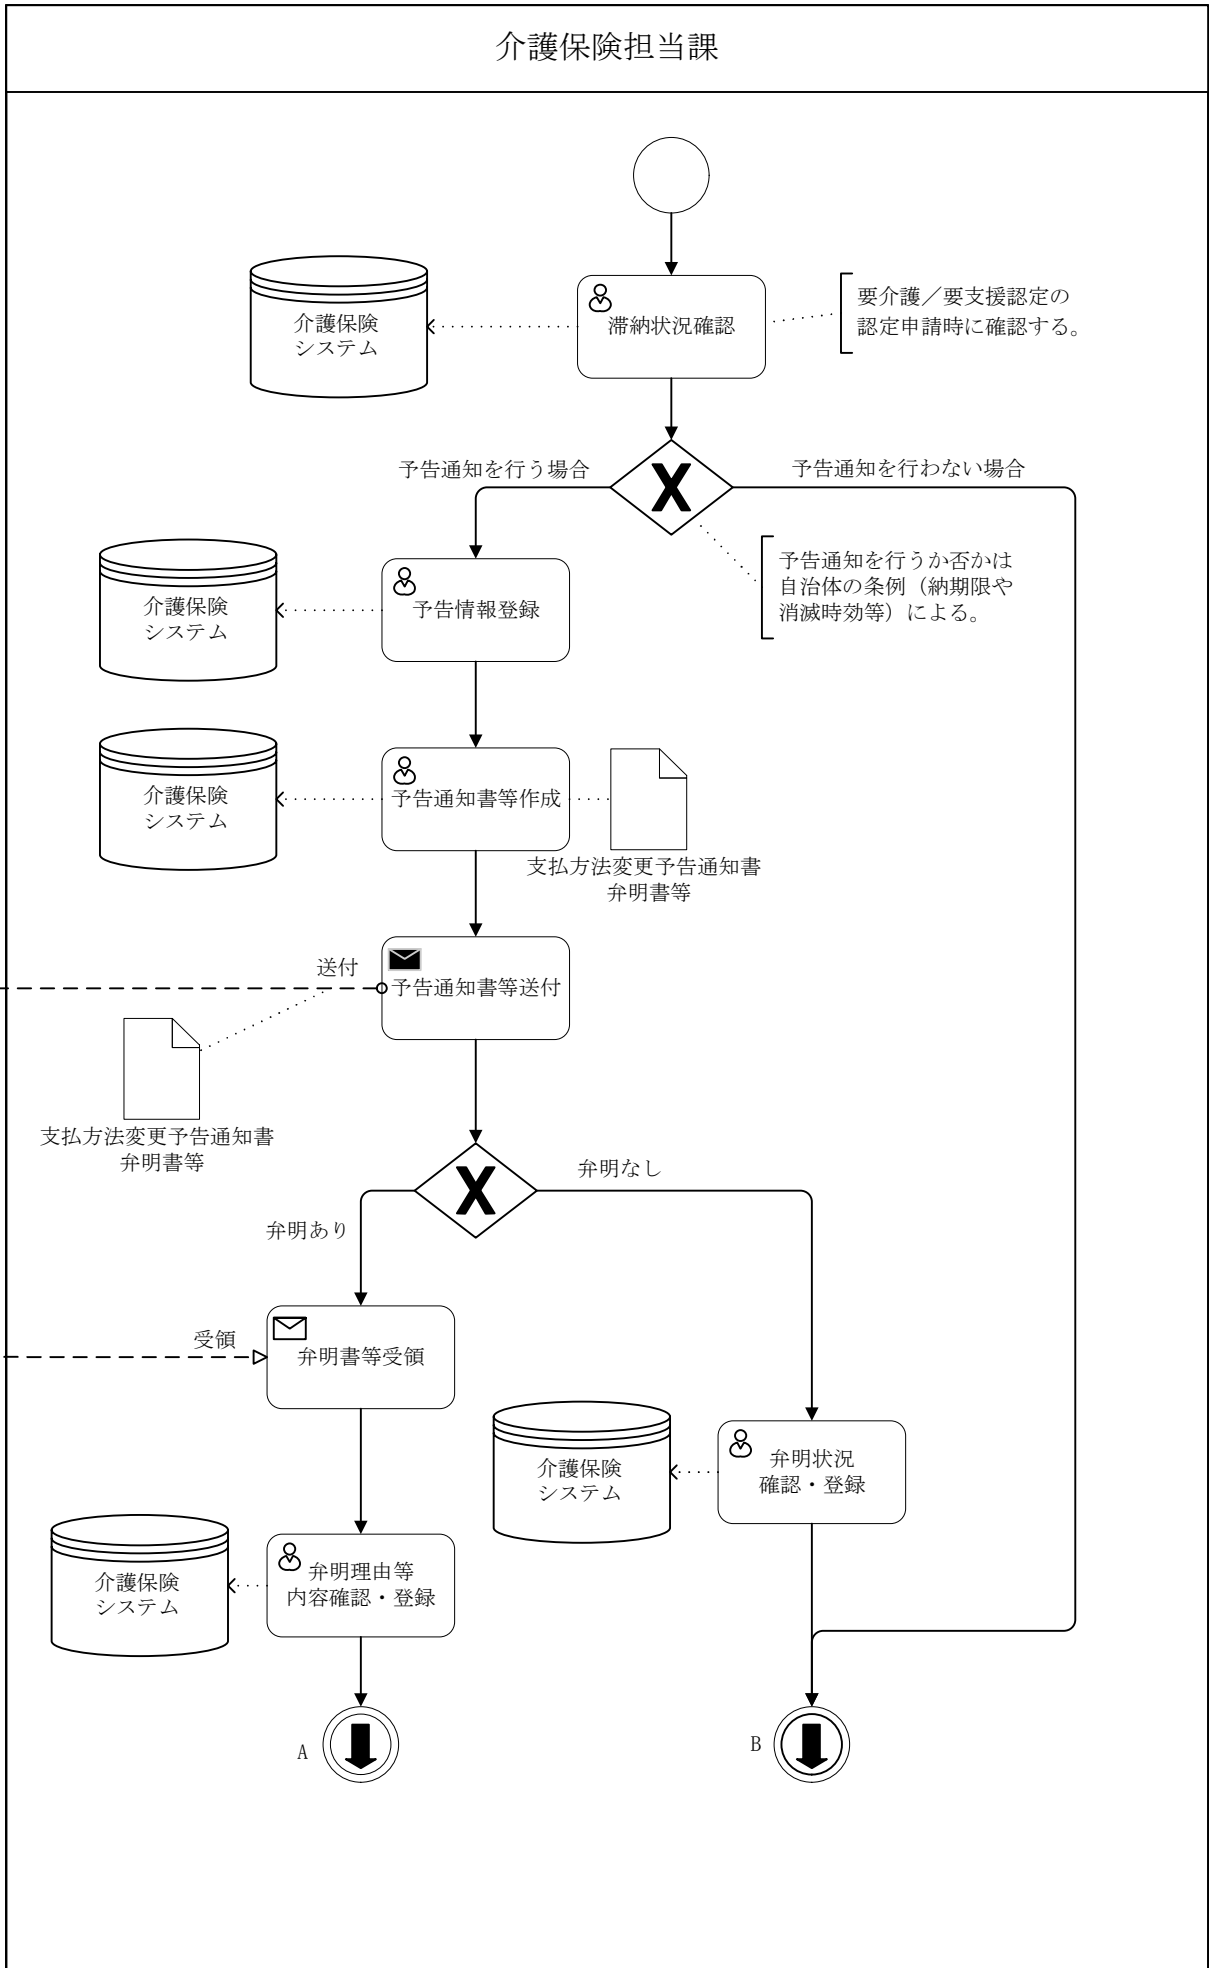 介護保険担当課
介護保険
システム
滞納状況確認
要介護／要支援認定の
認定申請時に確認する。
予告通知を行う場合
予告通知を行わない場合
予告通知を行うか否かは
自治体の条例（納期限や
消滅時効等）による。
介護保険
システム
予告情報登録
介護保険
システム
予告通知書等作成
支払方法変更予告通知書
弁明書等
送付
予告通知書等送付
支払方法変更予告通知書
弁明書等
弁明なし
弁明あり
受領
弁明書等受領
介護保険
システム
弁明状況
確認・登録
介護保険
システム
弁明理由等
内容確認・登録
A
B